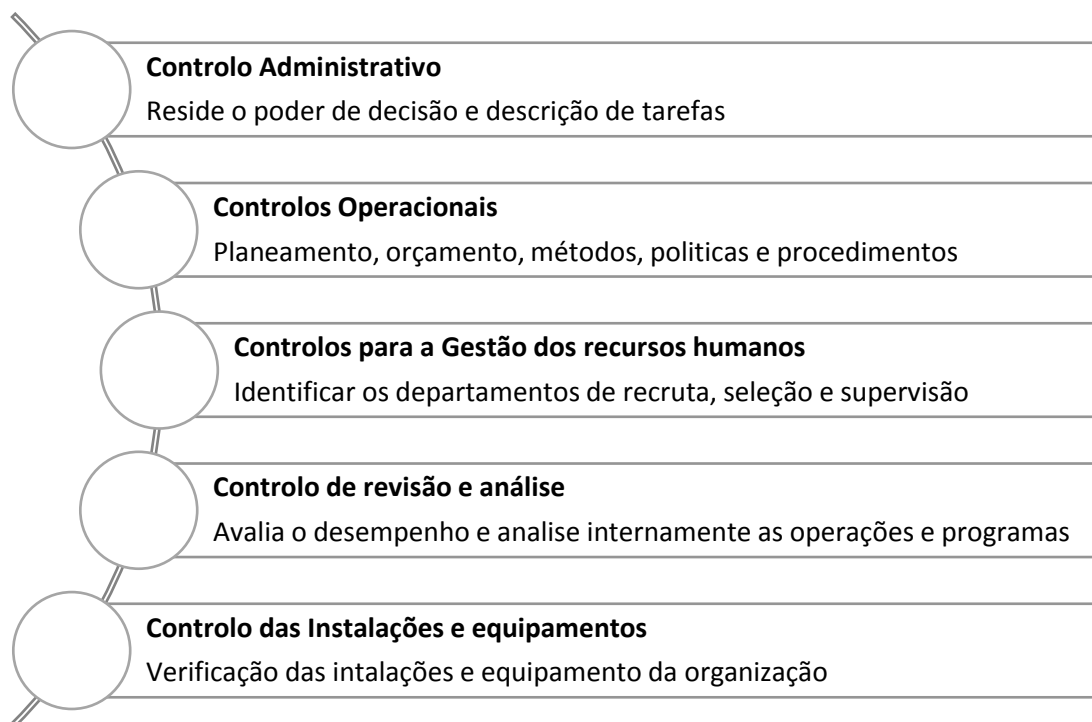 Controlo Administrativo
Reside o poder de decisão e descrição de tarefas
Controlos Operacionais
Planeamento, orçamento, métodos, politicas e procedimentos
Controlos para a Gestão dos recursos humanos
Identificar os departamentos de recruta, seleção e supervisão
Controlo de revisão e análise
Avalia o desempenho e analise internamente as operações e programas
Controlo das Instalações e equipamentos
Verificação das intalações e equipamento da organização